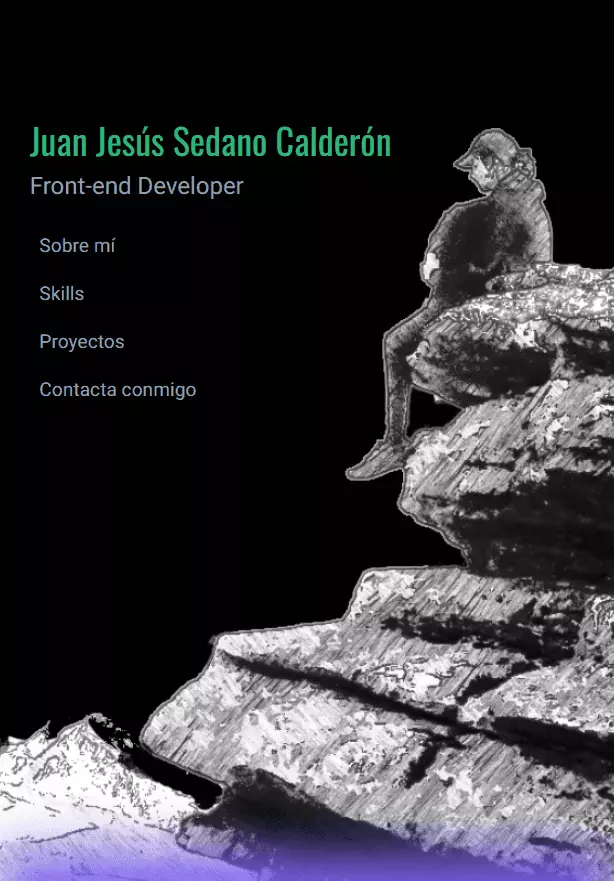 Juan Jesús Sedano Calderón
Front-end Developer
Sobre mí
Skills
Proyectos
Contacta conmigo